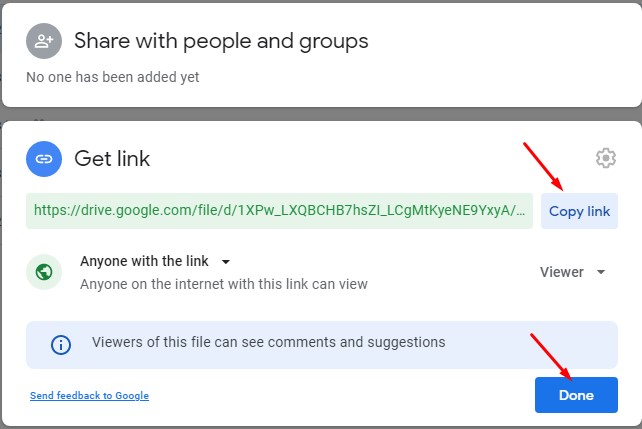 Share with people and groups
No one has been added yet
Get link
https://drive.google.com/file/d/1XPw_LXQBCHB7hsZI_LCgMtKyeNE9YxyA/...
Copy link
Anyone with the link
Viewer
Anyone on the internet with this link can view
Viewers of this file can see comments and suggestions
Send feedback to Google
Done